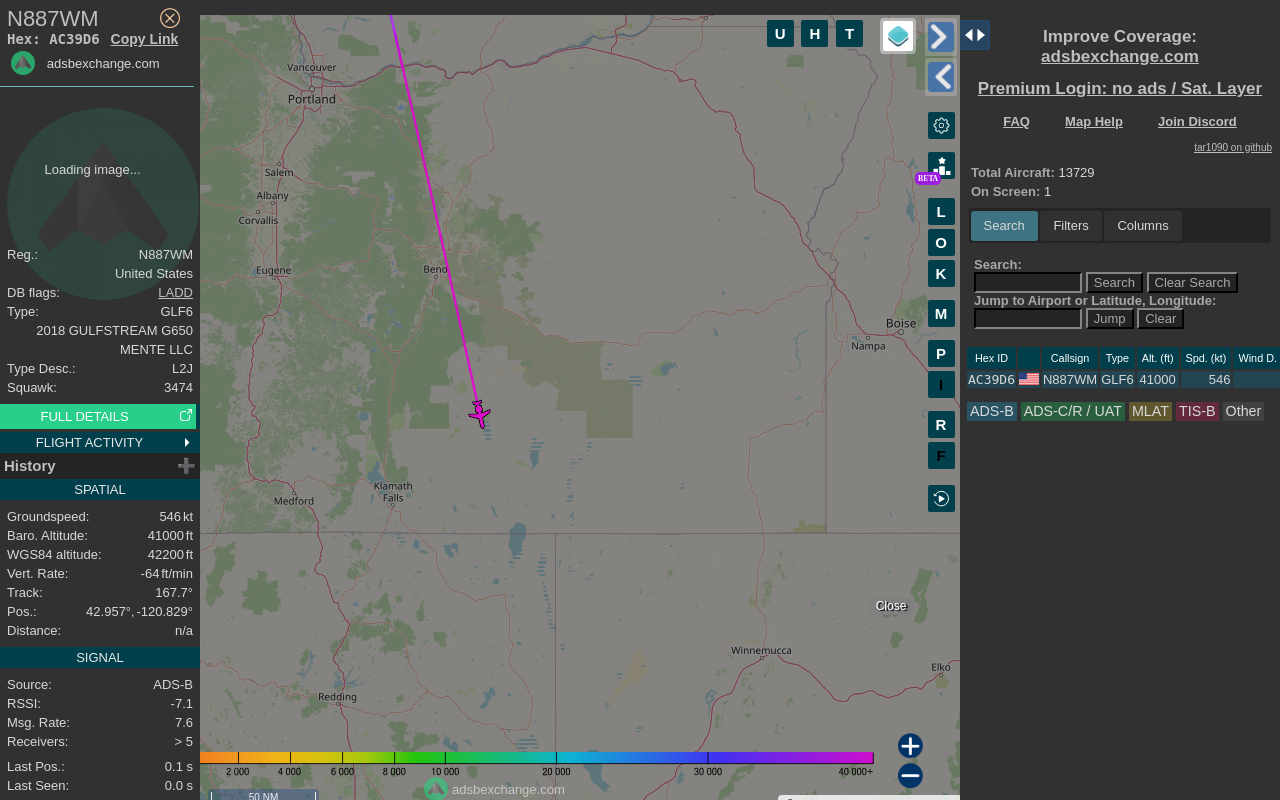 N887WM
Hex: AC39D6 Copy Link
adsbexchange.com
Loading image...
Reg.: N887WM
United States
DB flags: LADD
Type: GLF6
2018 GULFSTREAM G650
MENTE LLC
Type Desc.: L2J
Squawk: 3474
FULL DETAILS
FLIGHT ACTIVITY
History
SPATIAL
Groundspeed: 546 kt
Baro. Altitude: 41000 ft
WGS84 altitude: 42200 ft
Vert. Rate: -64 ft/min
Track: 167.7°
Pos.: 42.957°, -120.829°
Distance: n/a
SIGNAL
Source: ADS-B
RSSI: -7.1
Msg. Rate: 7.6
Receivers: > 5
Last Pos.: 0.1 s
Last Seen: 0.0 s
U H T
Vancouver
Portland
Salem
Albany
Corvallis
Eugene
Bend
Boise
Nampa
Medford
Klamath
Falls
Winnemucca
Elko
Redding
Close
BETA
L
O
K
M
P
I
R
F
2 000 4 000 6 000 8 000 10 000 20 000 30 000 40 000+
adsbexchange.com
50 NM
Improve Coverage:
adsbexchange.com
Premium Login: no ads / Sat. Layer
FAQ Map Help Join Discord
tar1090 on github
Total Aircraft: 13729
On Screen: 1
Search Filters Columns
Search:
Search Clear Search
Jump to Airport or Latitude, Longitude:
Jump Clear
Hex ID Callsign Type Alt. (ft) Spd. (kt) Wind D.
AC39D6 N887WM GLF6 41000 546
ADS-B ADS-C/R / UAT MLAT TIS-B Other